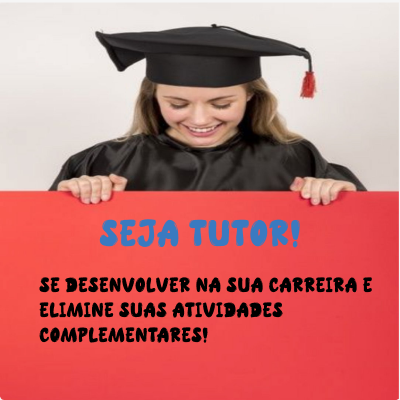 SEJA TUTOR!
SE DESENVOLVER NA SUA CARREIRA E
ELIMINE SUAS ATIVIDADES
COMPLEMENTARES!